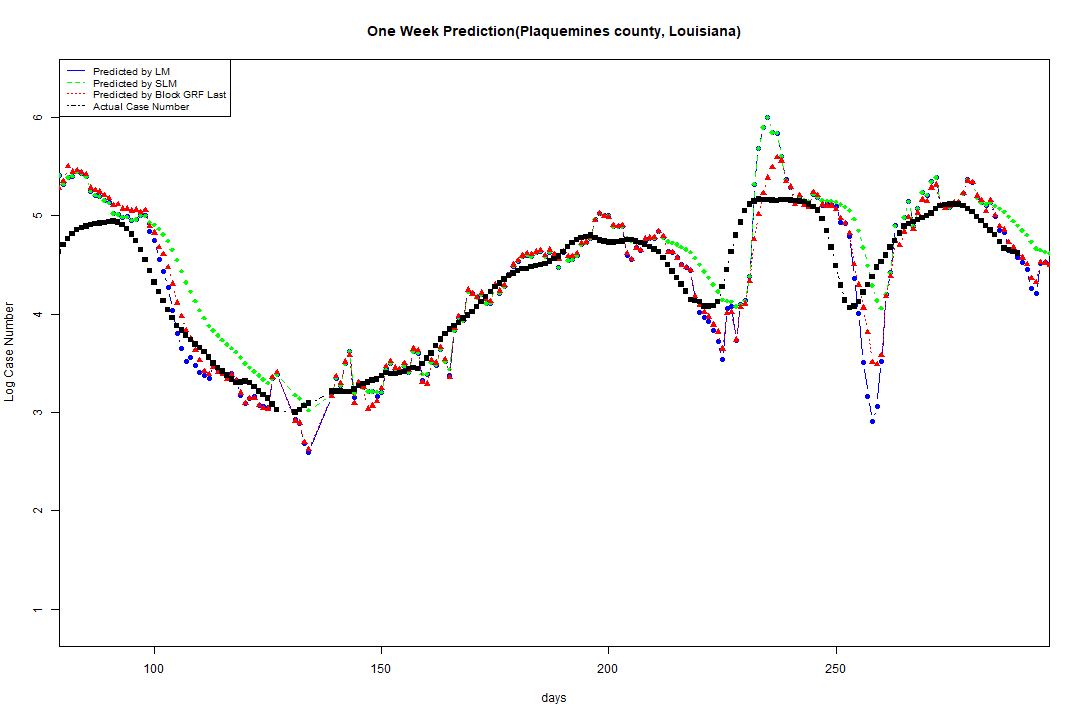 One Week Prediction(Plaquemines county, Louisiana)
Predicted by LM
Predicted by SLM
Predicted by Block GRF Last
Actual Case Number
Log Case Number
6
5
4
3
2
1
100 150 200 250
days